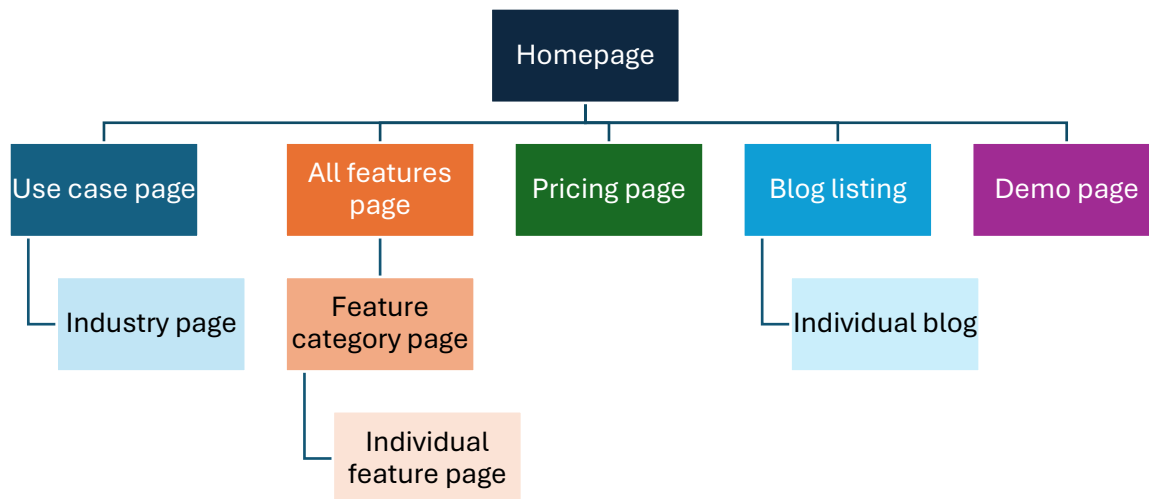 Homepage
Use case page
All features
page
Pricing page
Blog listing
Demo page
Industry page
Feature
category page
Individual blog
Individual
feature page